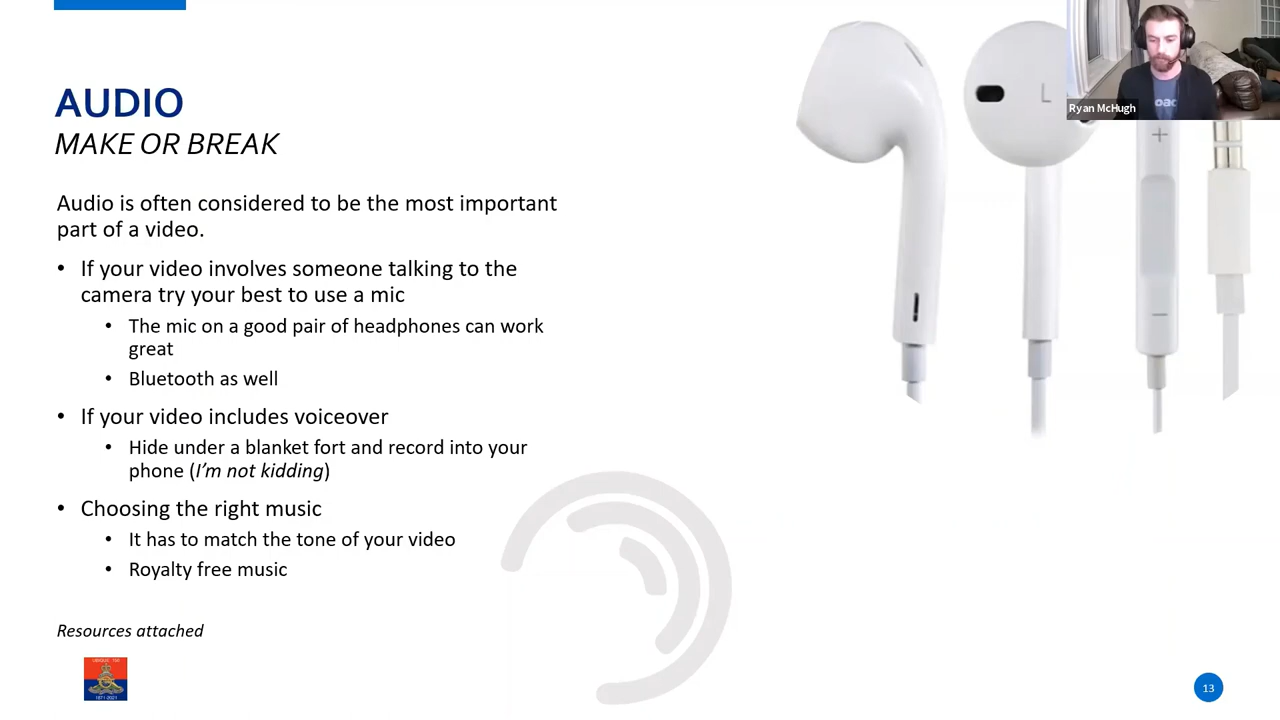 AUDIO
MAKE OR BREAK
Audio is often considered to be the most important
part of a video.
• If your video involves someone talking to the
camera try your best to use a mic
• The mic on a good pair of headphones can work
great
• Bluetooth as well
• If your video includes voiceover
• Hide under a blanket fort and record into your
phone (I'm not kidding)
• Choosing the right music
• It has to match the tone of your video
• Royalty free music
Resources attached
L
Ryan McHugh
1871-2021
13